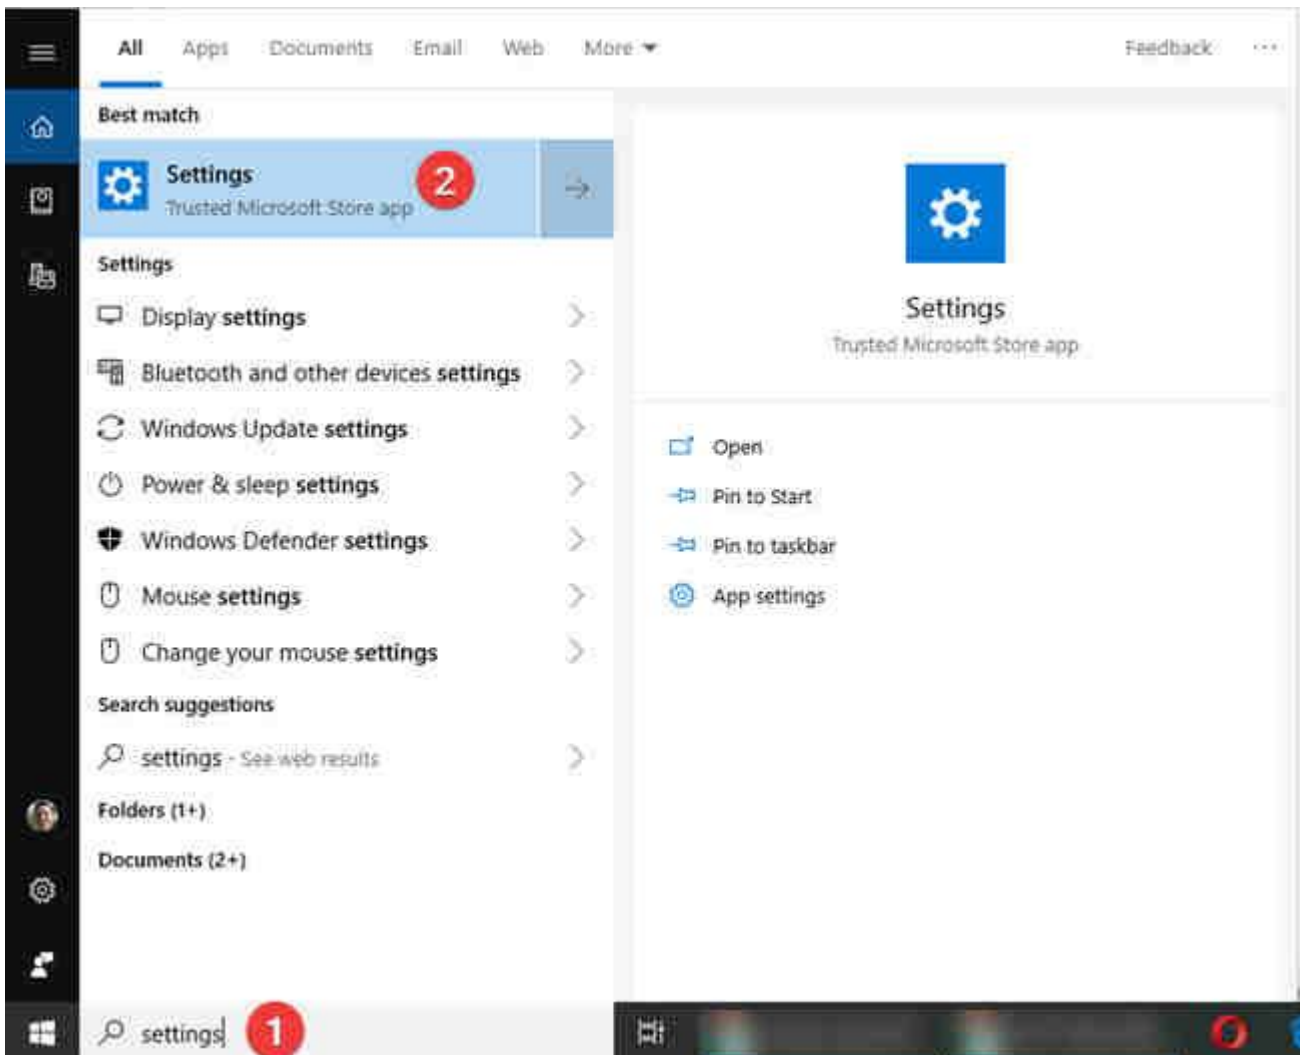 All Apps Documents Email Web More
Feedback ...
Best match
Settings
Trusted Microsoft Store app
2
Settings
Display settings
Bluetooth and other devices settings
Windows Update settings
Power & sleep settings
Windows Defender settings
Mouse settings
Change your mouse settings
Search suggestions
settings - See web results
Folders (1+)
Documents (2+)
settings
1
Settings
Trusted Microsoft Store app
Open
Pin to Start
Pin to taskbar
App settings